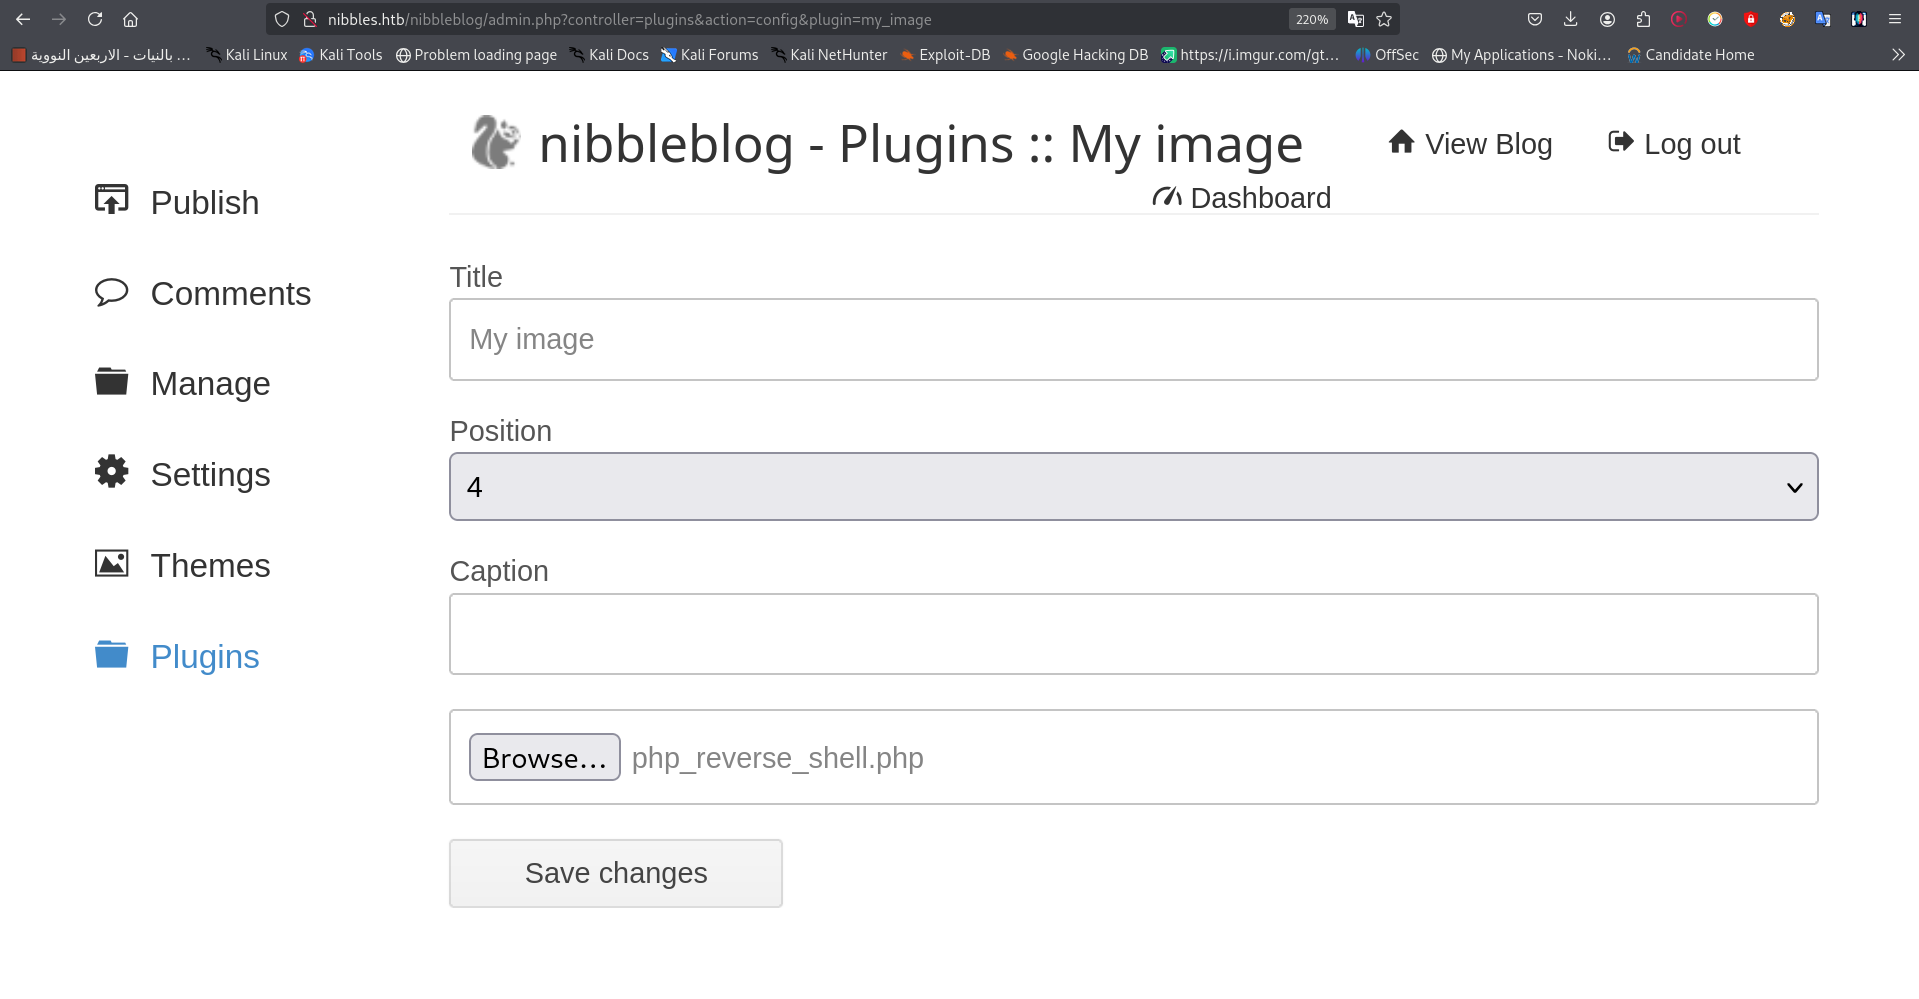 nibbles.htb/nibbleblog/admin.php?controller=plugins&action=config&plugin=my_image
220%
بالنيات - الاربعين النووية ...
Kali Linux
Kali Tools
Problem loading page
Kali Docs
Kali Forums
Kali NetHunter
Exploit-DB
Google Hacking DB
https://i.imgur.com/gt...
OffSec
My Applications - Noki...
Candidate Home
nibbleblog - Plugins :: My image
View Blog
Log out
Dashboard
Publish
Comments
Manage
Settings
Themes
Plugins
Title
My image
Position
4
Caption
Browse...
php_reverse_shell.php
Save changes